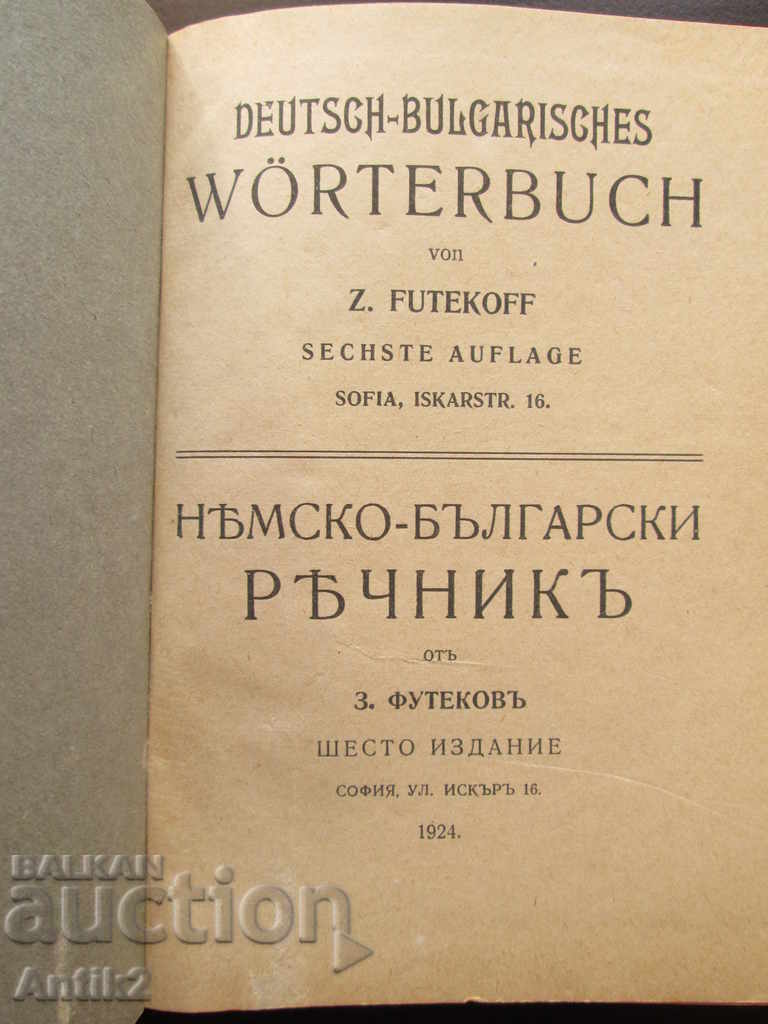 DEUTSCH-BULGARISCHES
WÖRTERBUCH
von
Z. FUTEKOFF
SECHSTE AUFLAGE
SOFIA, ISKARSTR. 16.
НѢМСКО-БЪЛГАРСКИ
РѢЧНИКЪ
отъ
З. ФУТЕКОВЪ
ШЕСТО ИЗДАНИЕ
СОФИЯ, УЛ. ИСКЪРЪ 16.
1924.
BALKAN
auction
Antik2